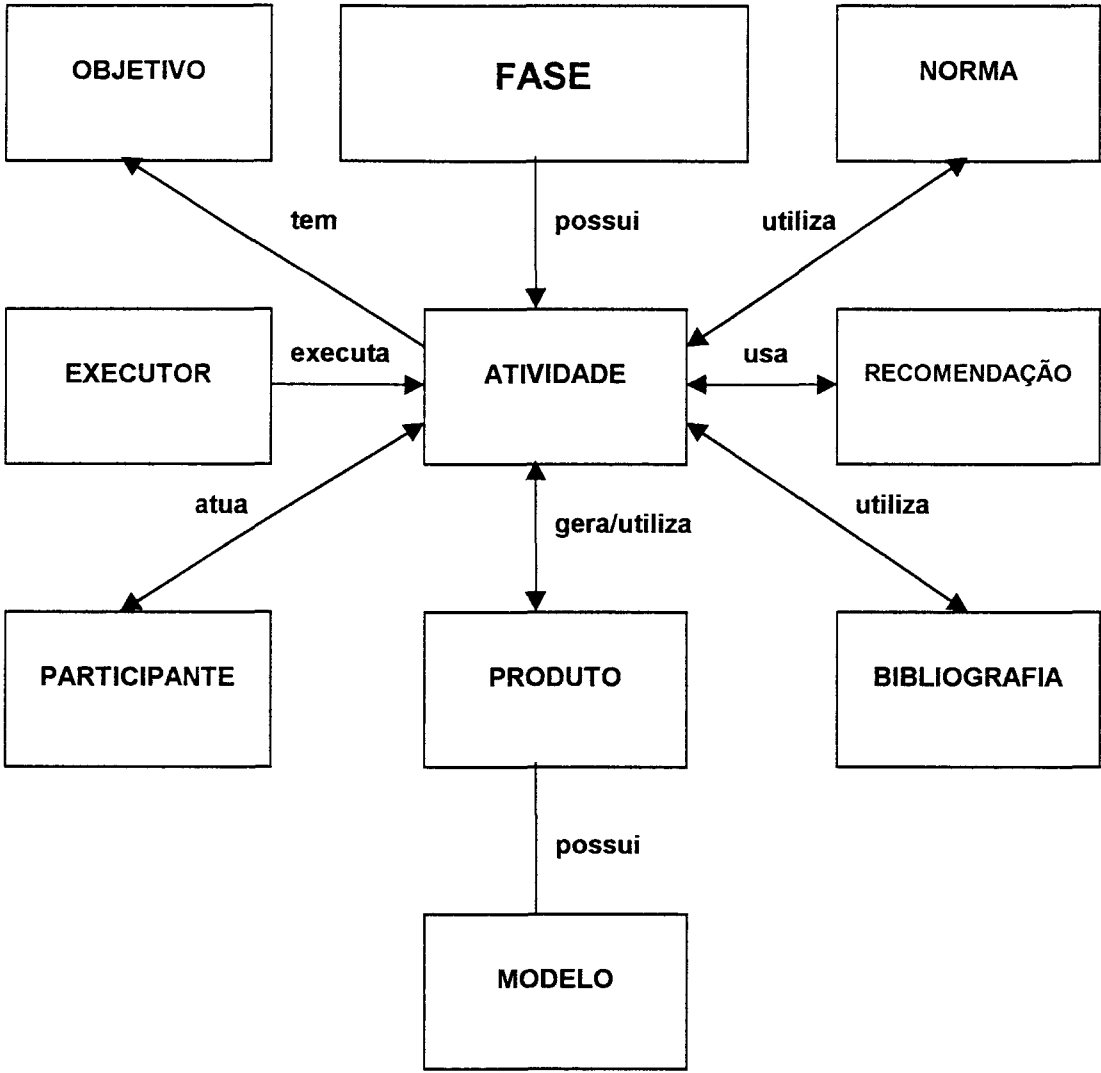 OBJETIVO
FASE
NORMA
tem
possui
utiliza
EXECUTOR
executa
ATIVIDADE
usa
RECOMENDAÇÃO
atua
gera/utiliza
utiliza
PARTICIPANTE
PRODUTO
BIBLIOGRAFIA
possui
MODELO